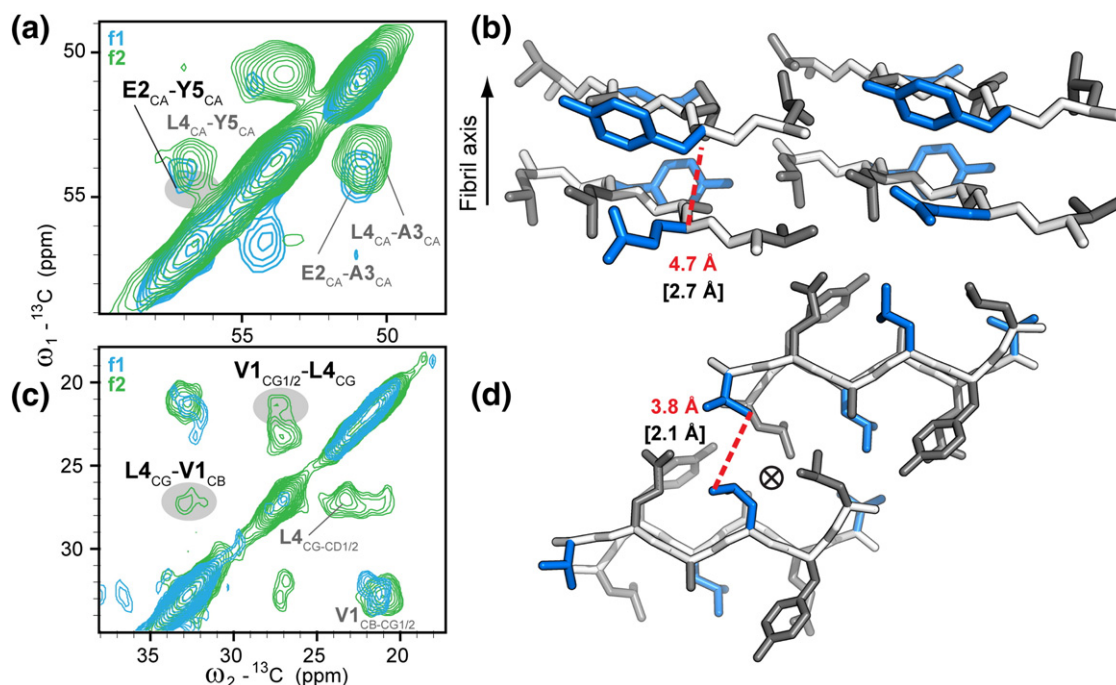 (a)
f1
f2
50
55
E2CA-Y5CA
L4CA-Y5CA
L4CA-A3CA
E2CA-A3CA
55
50
ω1 - 13C (ppm)
(b)
Fibril axis
4.7 Å
[2.7 Å]
(c)
f1
f2
20
25
30
V1CG1/2-L4CG
L4CG-V1CB
L4CG-CD1/2
V1CB-CG1/2
35
30
25
20
ω2 - 13C (ppm)
(d)
3.8 Å
[2.1 Å]